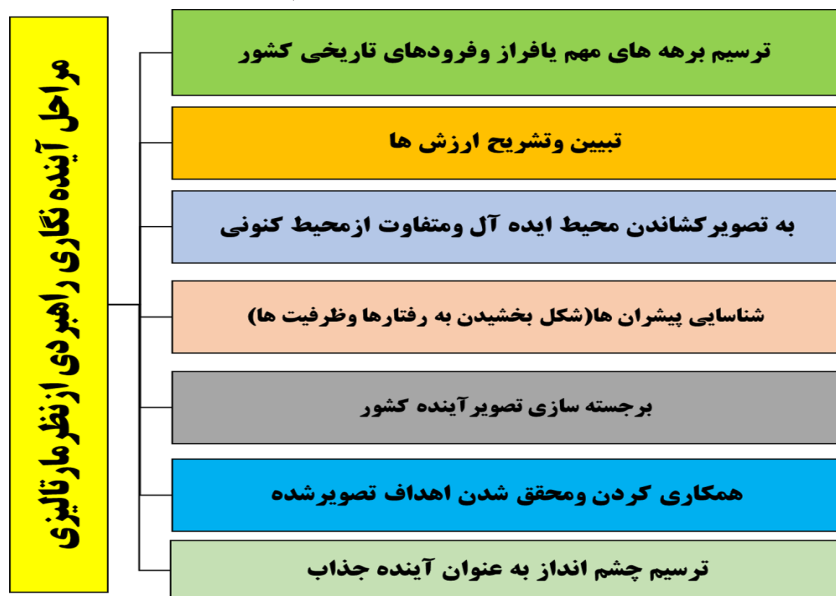 مراحل آینده نگاری راهبردی ازنظرمارتالیزی
ترسیم برهه های مهم یافراز وفرودهای تاریخی کشور
تبیین وتشریح ارزش ها
به تصویرکشاندن محیط ایده آل ومتفاوت ازمحیط کنونی
شناسایی پیشران ها(شکل بخشیدن به رفتارها وظرفیت ها)
برجسته سازی تصویرآینده کشور
همکاری کردن ومحقق شدن اهداف تصویرشده
ترسیم چشم انداز به عنوان آینده جذاب